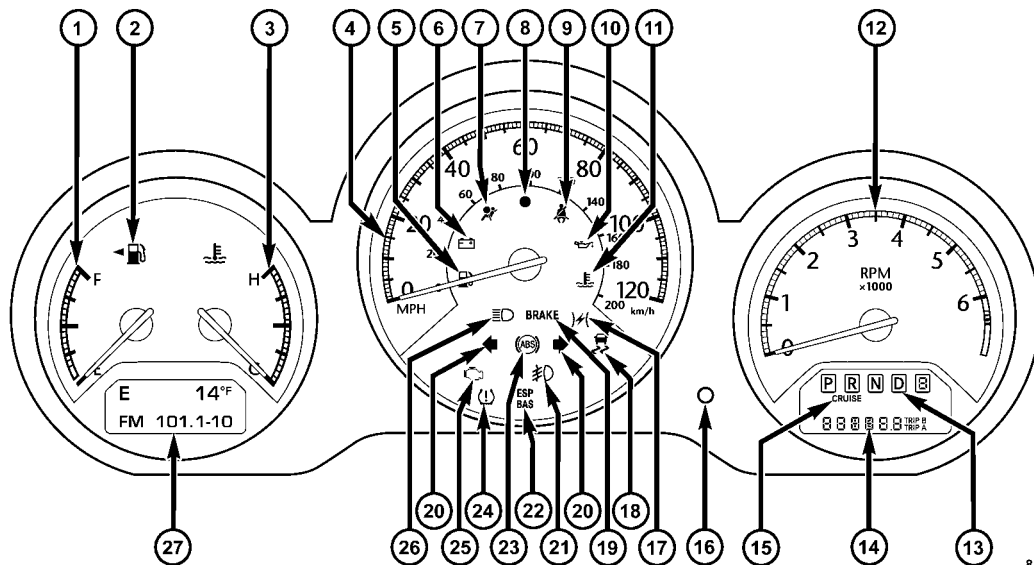 1 2 3 4 5 6 7 8 9 10 11 12
F H
E C
E 14°F
FM 101.1-10
0 20 40 60 80 100 120
MPH
60 80 140 180 200 km/h
BRAKE
ABS
ESP
BAS
0 1 2 3 4 5 6
RPM
×1000
P R N D 8
CRUISE
888888 TRIP B
TRIP A
27 20 26 25 24 23 22 21 20 19 18 17 16 15 14 13